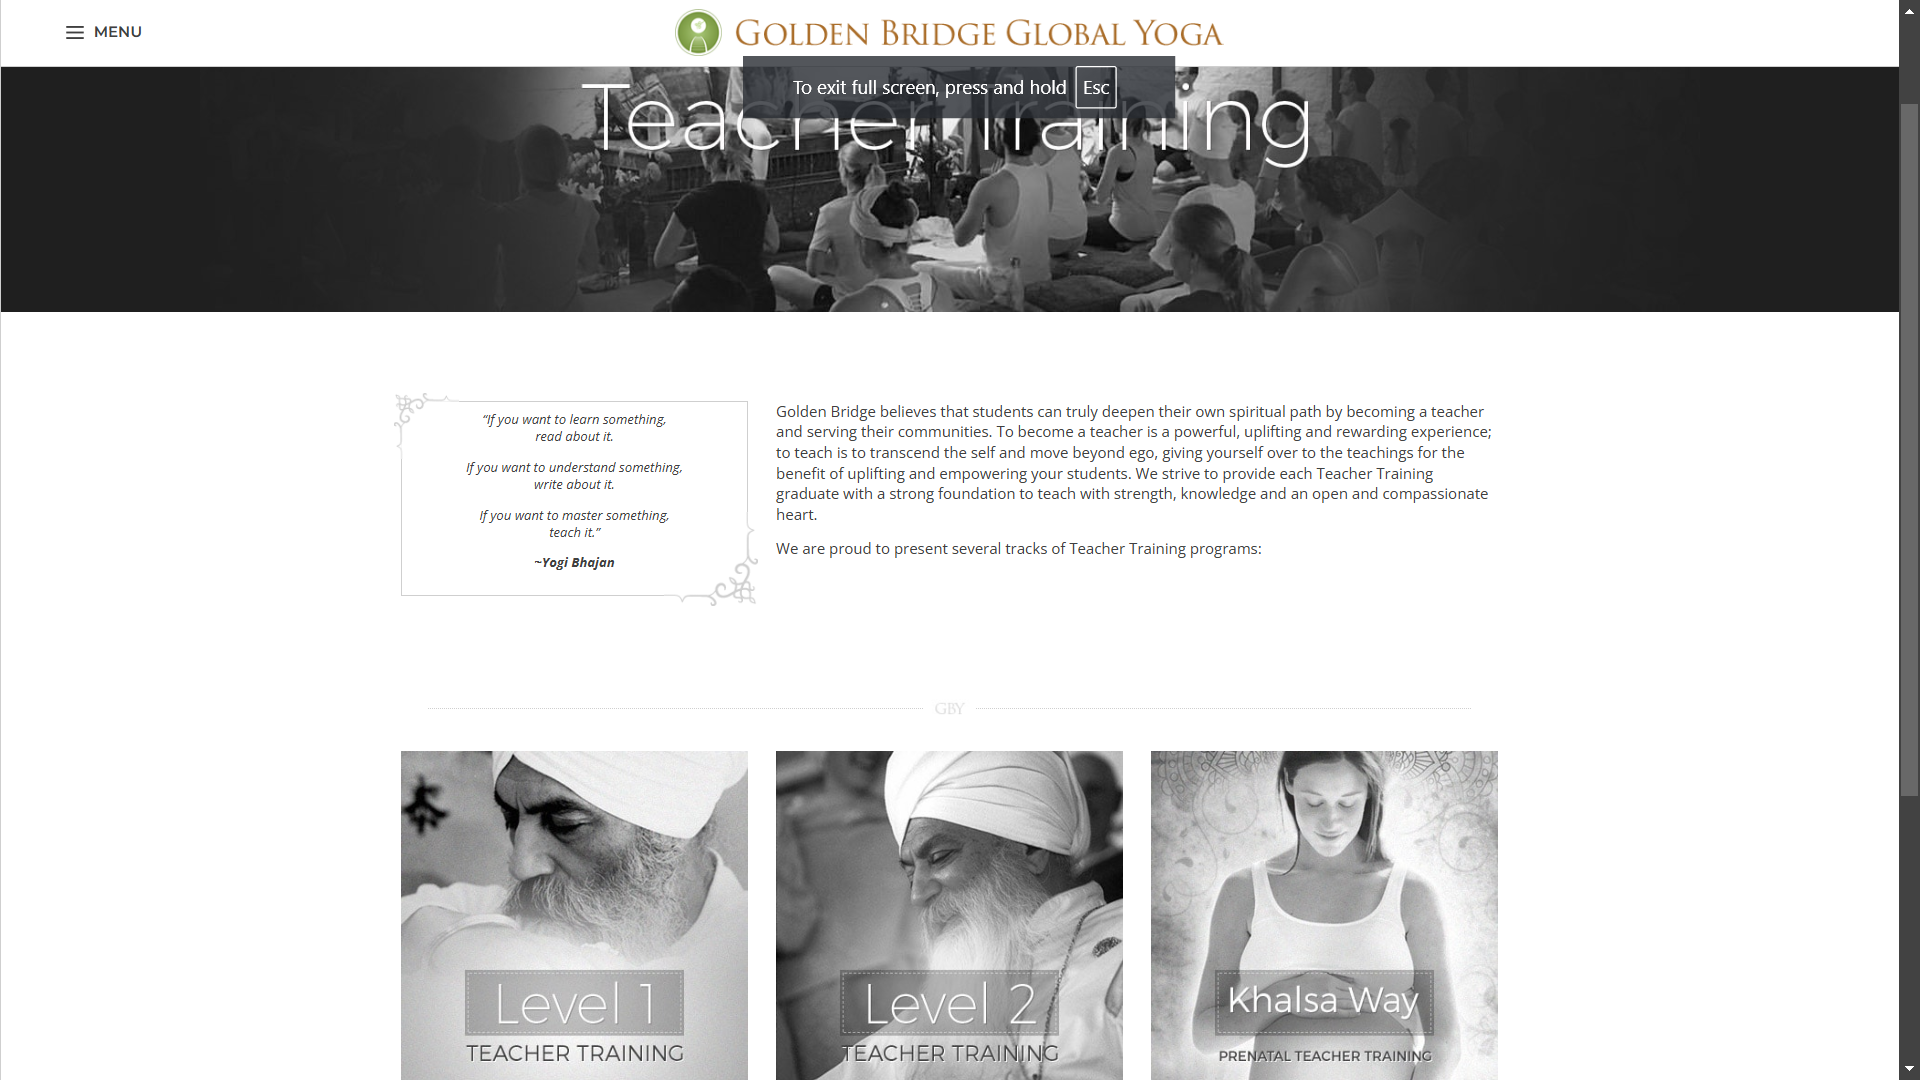 MENU
GOLDEN BRIDGE GLOBAL YOGA
To exit full screen, press and hold Esc
Teacher Training
“If you want to learn something,
read about it.
If you want to understand something,
write about it.
If you want to master something,
teach it.”
~Yogi Bhajan
Golden Bridge believes that students can truly deepen their own spiritual path by becoming a teacher
and serving their communities. To become a teacher is a powerful, uplifting and rewarding experience;
to teach is to transcend the self and move beyond ego, giving yourself over to the teachings for the
benefit of uplifting and empowering your students. We strive to provide each Teacher Training
graduate with a strong foundation to teach with strength, knowledge and an open and compassionate
heart.
We are proud to present several tracks of Teacher Training programs:
GBY
Level 1
TEACHER TRAINING
Level 2
TEACHER TRAINING
Khalsa Way
PRENATAL TEACHER TRAINING